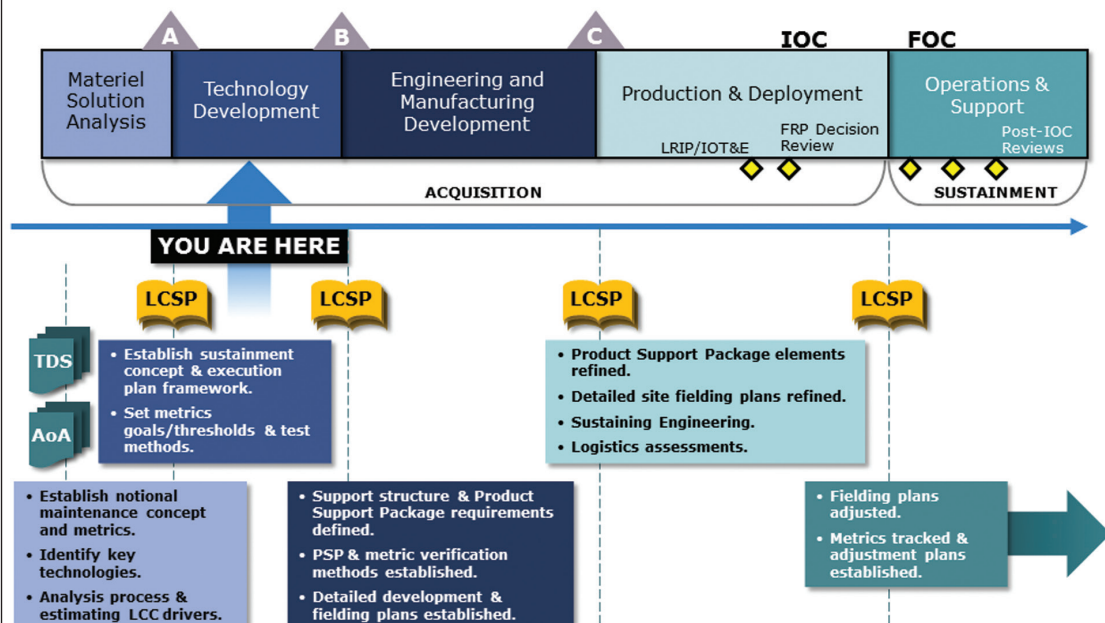 A
B
C
IOC
FOC
Materiel
Solution
Analysis
Technology
Development
Engineering and
Manufacturing
Development
Production & Deployment
LRIP/IOT&E
FRP Decision
Review
Operations &
Support
Post-IOC
Reviews
ACQUISITION
SUSTAINMENT
YOU ARE HERE
LCSP
LCSP
LCSP
LCSP
TDS
AoA
• Establish sustainment
concept & execution
plan framework.
• Set metrics
goals/thresholds & test
methods.
• Product Support Package elements
refined.
• Detailed site fielding plans refined.
• Sustaining Engineering.
• Logistics assessments.
• Establish notional
maintenance concept
and metrics.
• Identify key
technologies.
• Analysis process &
estimating LCC drivers.
• Support structure & Product
Support Package requirements
defined.
• PSP & metric verification
methods established.
• Detailed development &
fielding plans established.
• Fielding plans
adjusted.
• Metrics tracked &
adjustment plans
established.